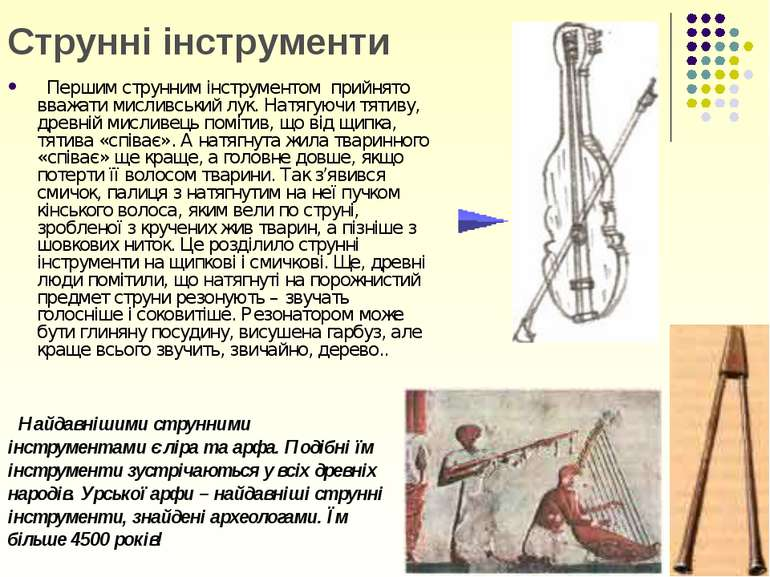 Струнні інструменти
Першим струнним інструментом прийнято
вважати мисливський лук. Натягуючи тятиву,
древній мисливець помітив, що від щипка,
тятива «співає». А натягнута жила тваринного
«співає» ще краще, а головне довше, якщо
потерти її волосом тварини. Так з’явився
смичок, палиця з натягнутим на неї пучком
кінського волоса, яким вели по струні,
зробленої з кручених жив тварин, а пізніше з
шовкових ниток. Це розділило струнні
інструменти на щипкові і смичкові. Ще, древні
люди помітили, що натягнуті на порожнистий
предмет струни резонують – звучать
голосніше і соковитіше. Резонатором може
бути глиняну посудину, висушена гарбуз, але
краще всього звучить, звичайно, дерево..
Найдавнішими струнними
інструментами є ліра та арфа. Подібні їм
інструменти зустрічаються у всіх древніх
народів. Урської арфи – найдавніші струнні
інструменти, знайдені археологами. Їм
більше 4500 років!